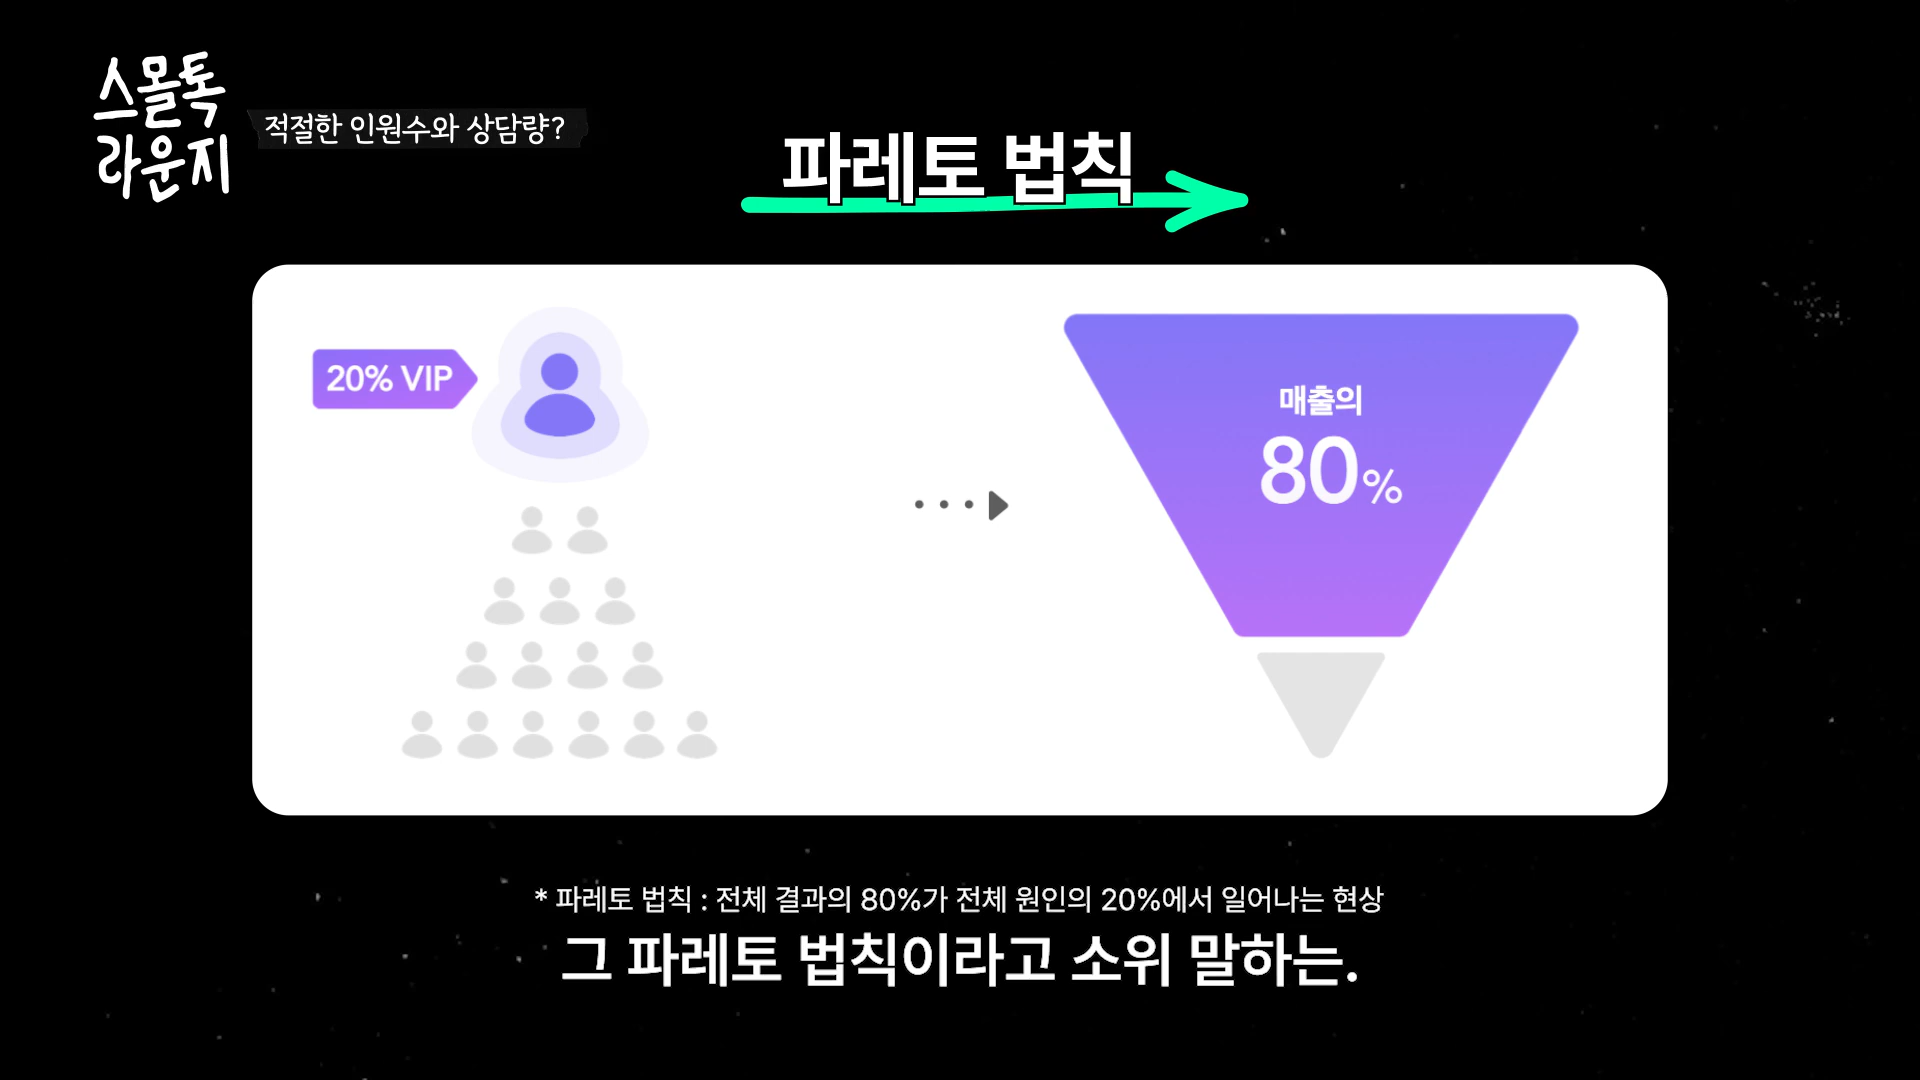 스몰톡
라운지
적절한 인원수와 상담량?
파레토 법칙
20% VIP
매출의
80%
* 파레토 법칙 : 전체 결과의 80%가 전체 원인의 20%에서 일어나는 현상
그 파레토 법칙이라고 소위 말하는.